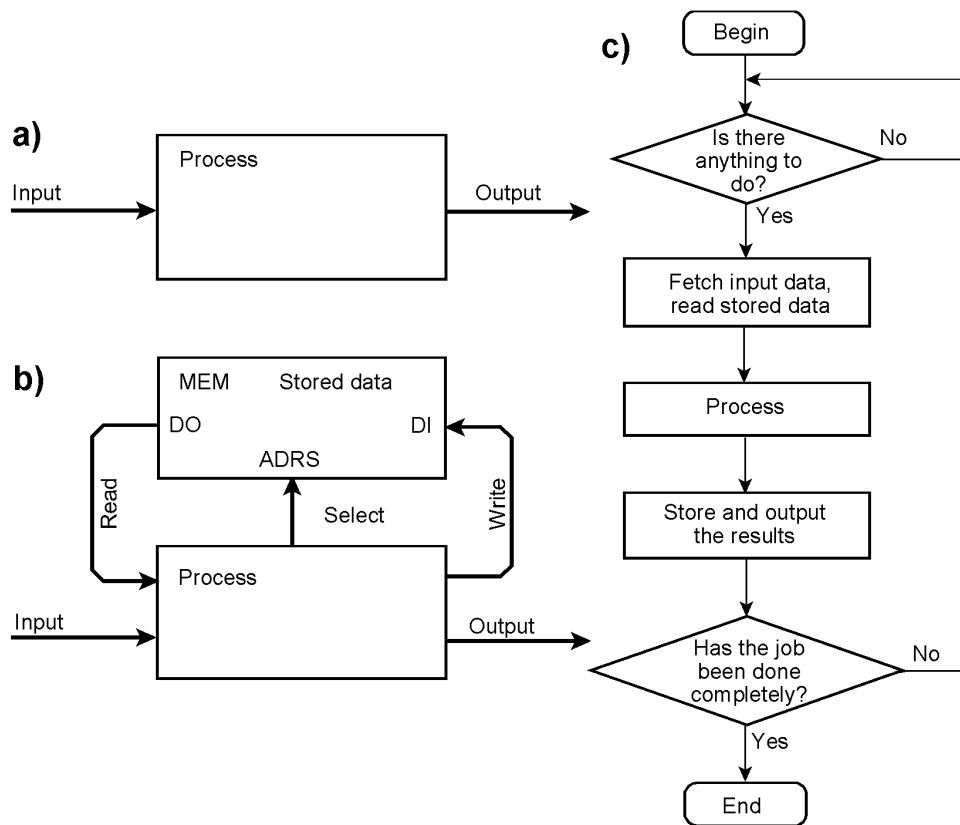 a)
Process
Input
Output
b)
MEM Stored data
DO DI
ADRS
Read
Select
Write
Process
Input
Output
c)
Begin
Is there
anything to
do?
No
Yes
Fetch input data,
read stored data
Process
Store and output
the results
Has the job
been done
completely?
No
Yes
End